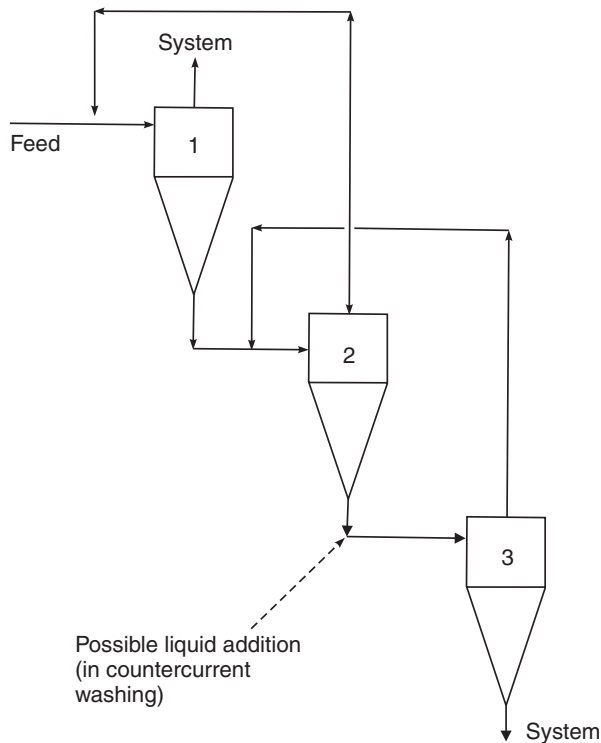 System
Feed
1
2
3
Possible liquid addition
(in countercurrent
washing)
System